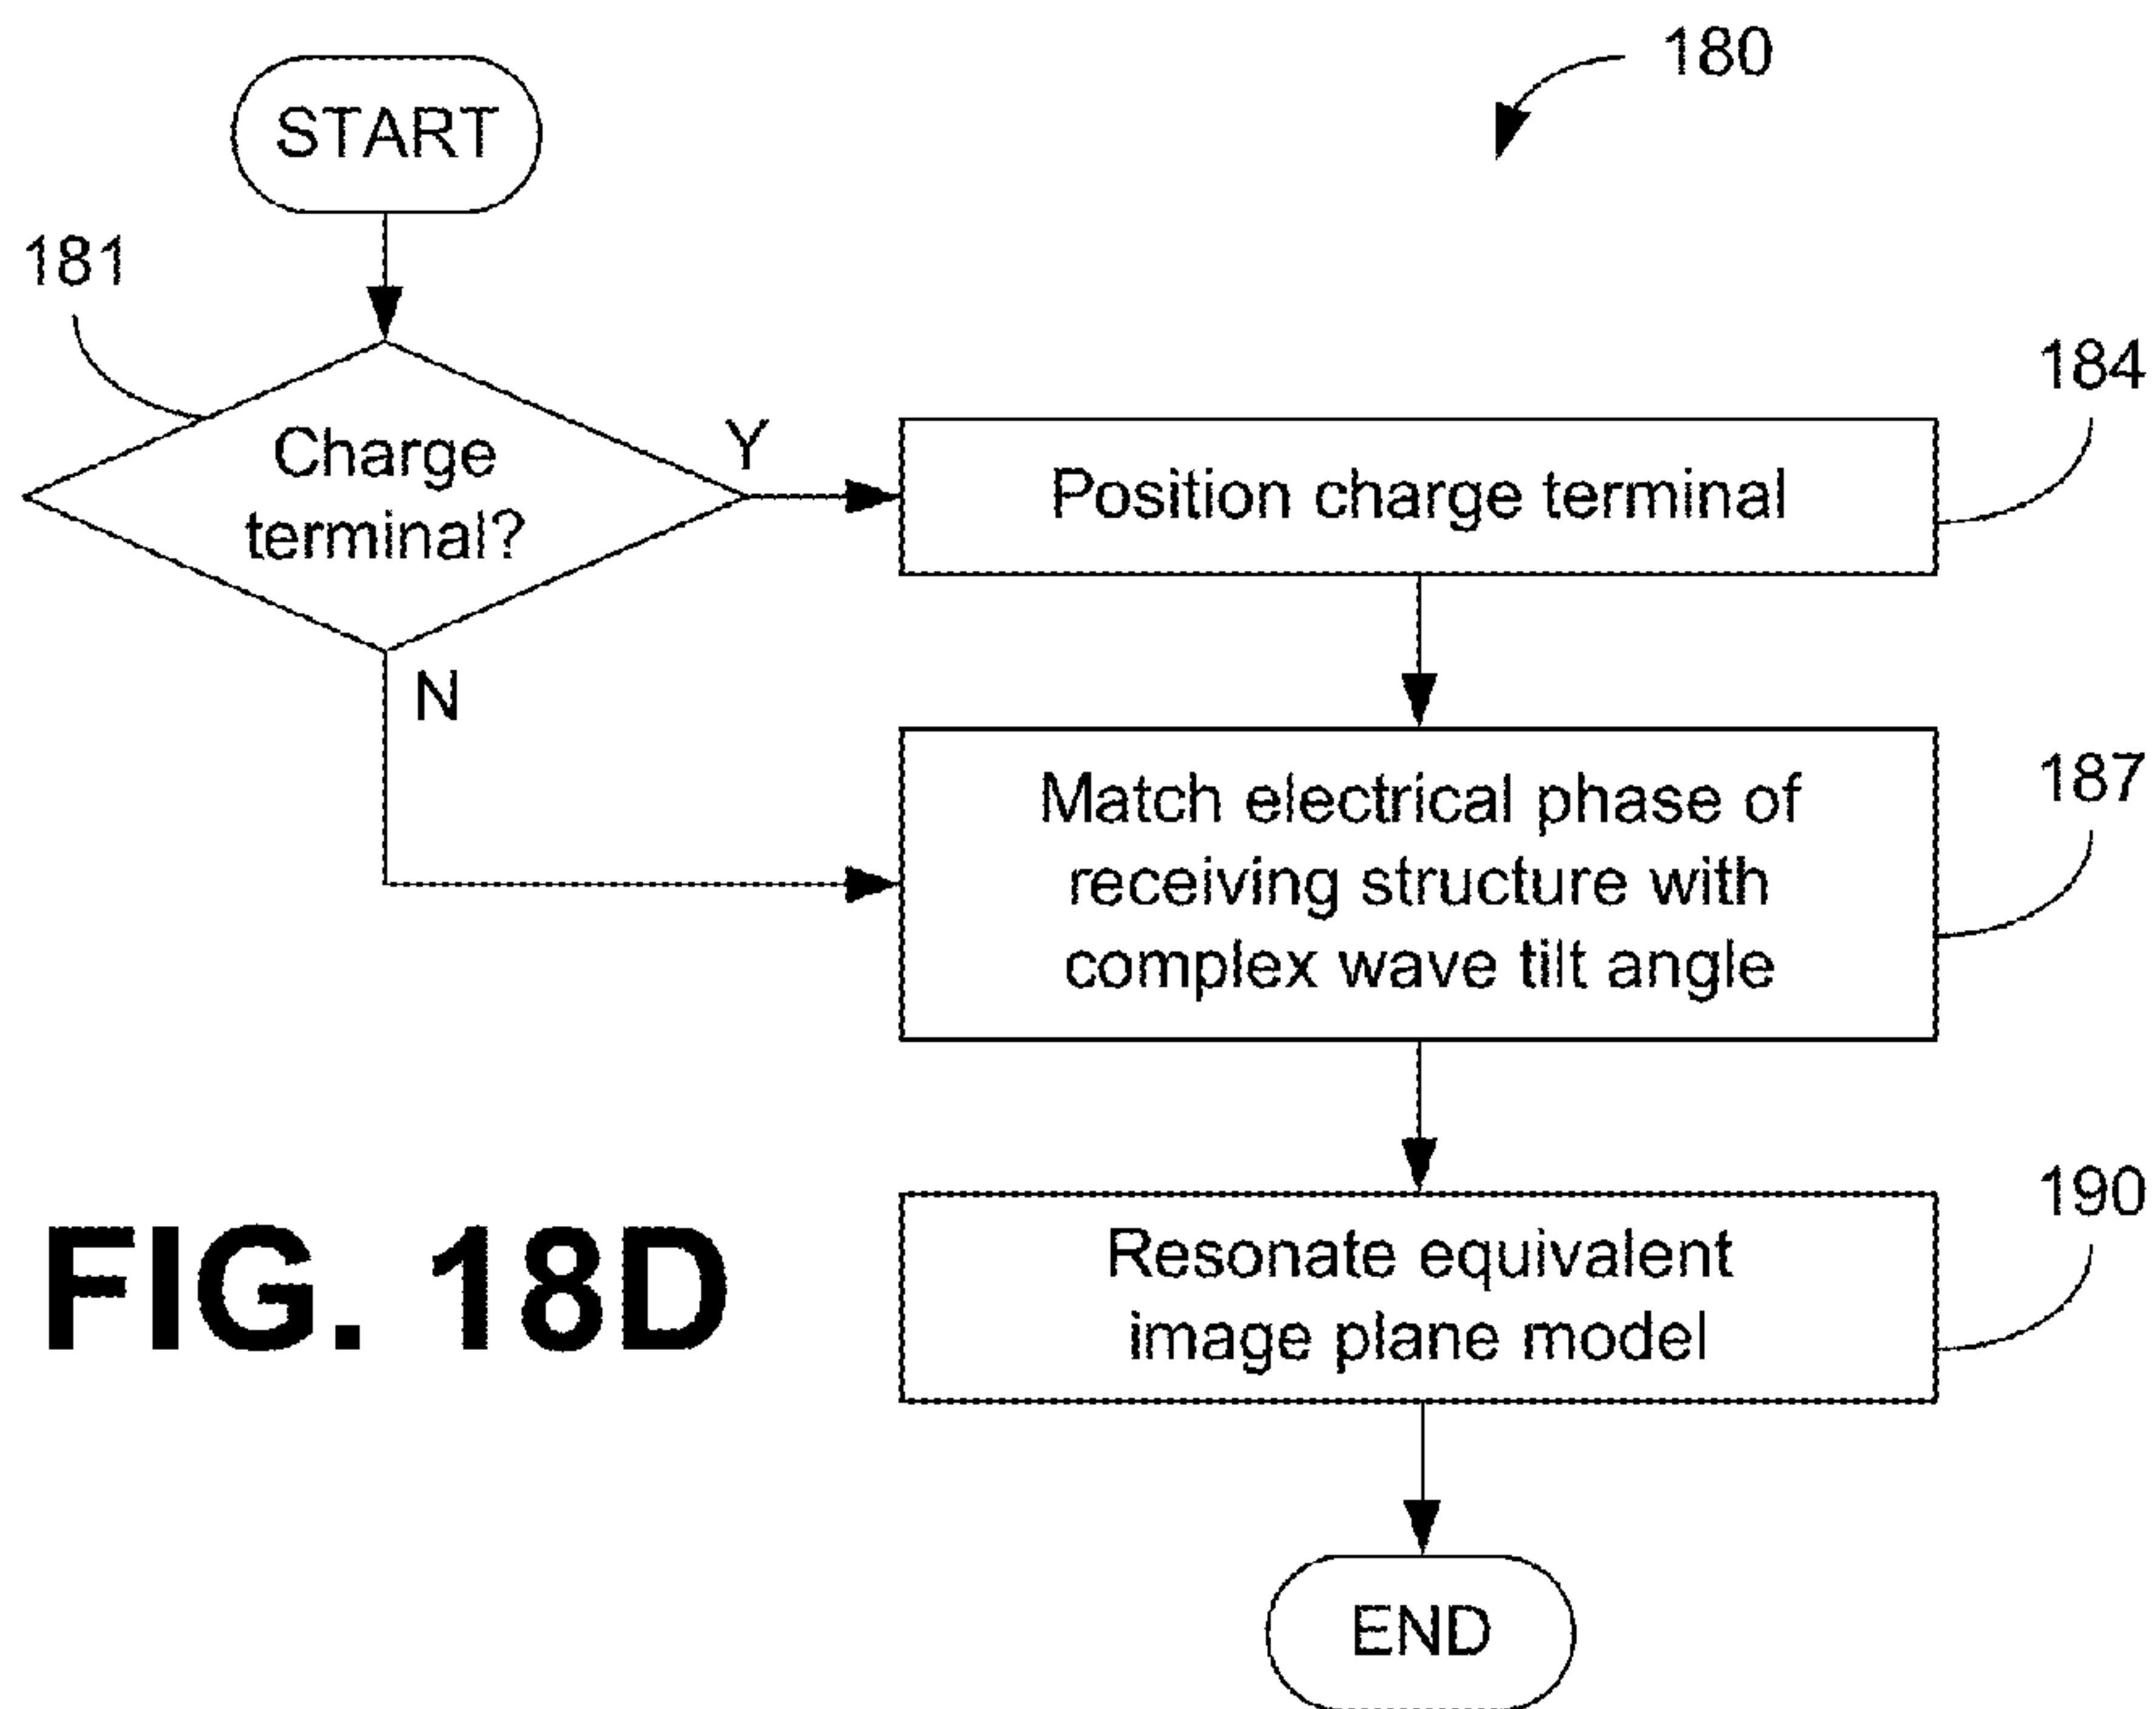 180
START
181
Charge
terminal?
Y
N
184
Position charge terminal
187
Match electrical phase of
receiving structure with
complex wave tilt angle
190
Resonate equivalent
image plane model
END
FIG. 18D